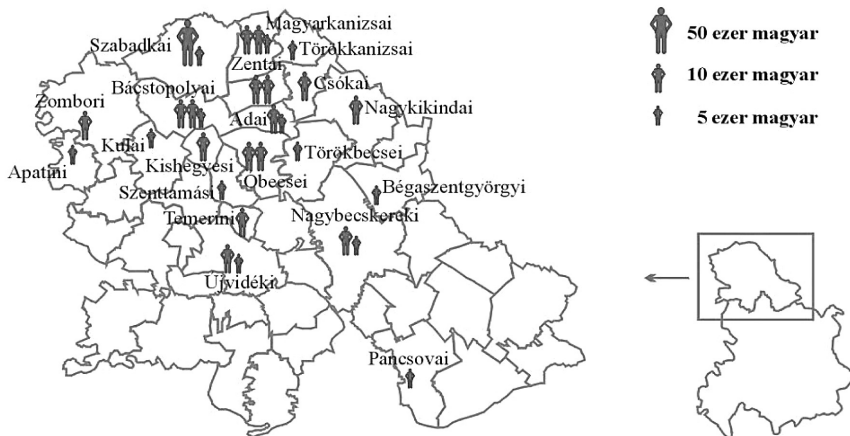 Magyarkanizsai
Szabadkai
Törökkanizsai
Zentai
Csókai
Bácstopolyai
Zombori
Nagykikindai
Adai
Kulai
Törökbecsei
Kishegyesi
Apatini
Óbecsei
Szenttamási
Bégaszentgyörgyi
Temerini
Nagybecskereki
Újvidéki
Pancsovai
50 ezer magyar
10 ezer magyar
5 ezer magyar